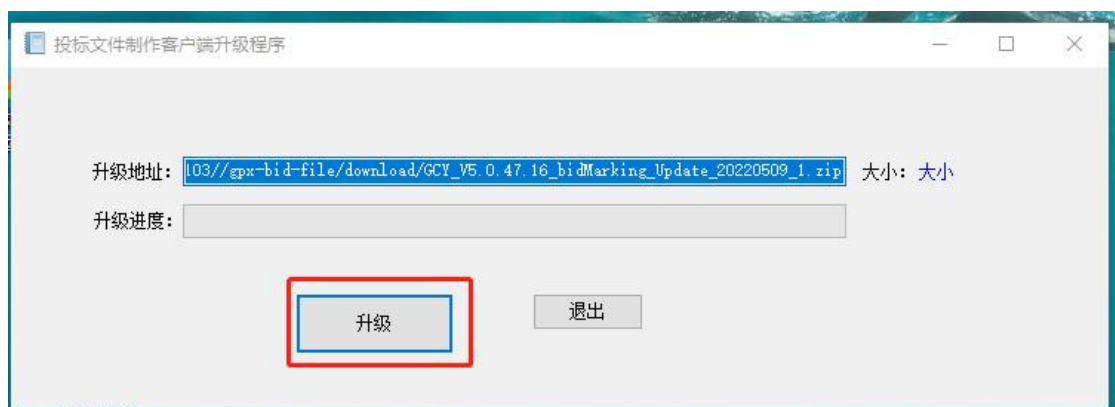 投标文件制作客户端升级程序
升级地址： 103//gpx-bid-file/download/GCY_V5.0.47.16_bidMarking_Update_20220509_1.zip 大小： 大小
升级进度：
升级 退出